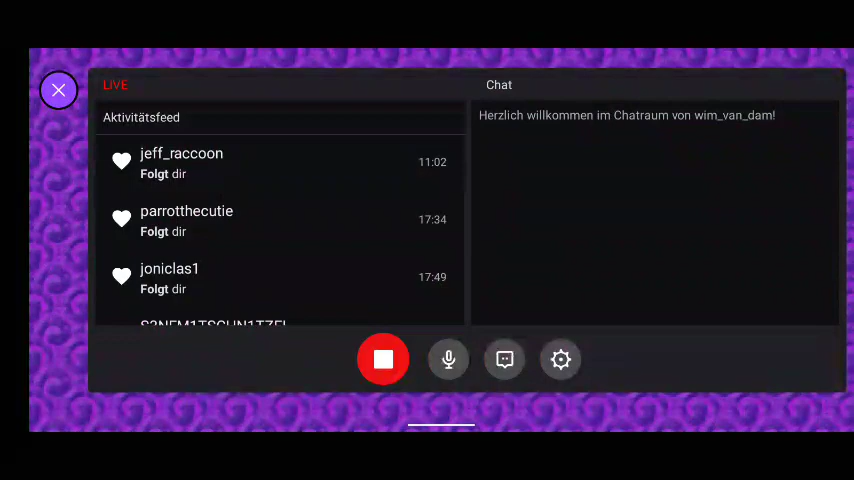 LIVE
Aktivitätsfeed
jeff_raccoon
Folgt dir
11:02
parrotthecutie
Folgt dir
17:34
joniclas1
Folgt dir
17:49
Chat
Herzlich willkommen im Chatraum von wim_van_dam!